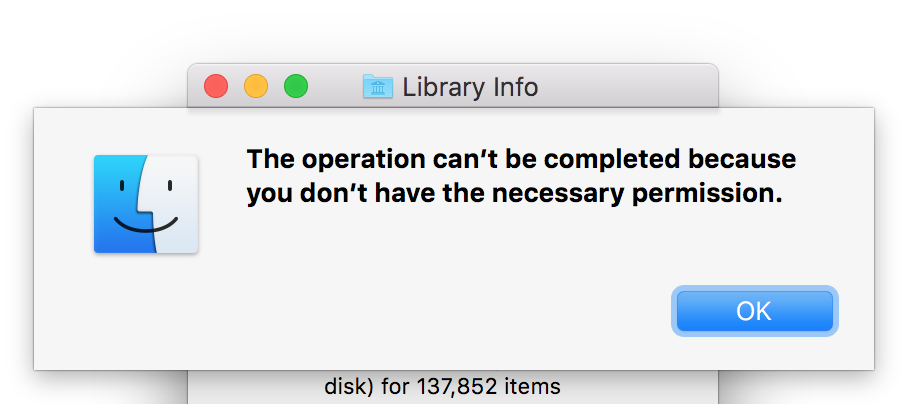 Library Info
The operation can’t be completed because
you don’t have the necessary permission.
OK
disk) for 137,852 items